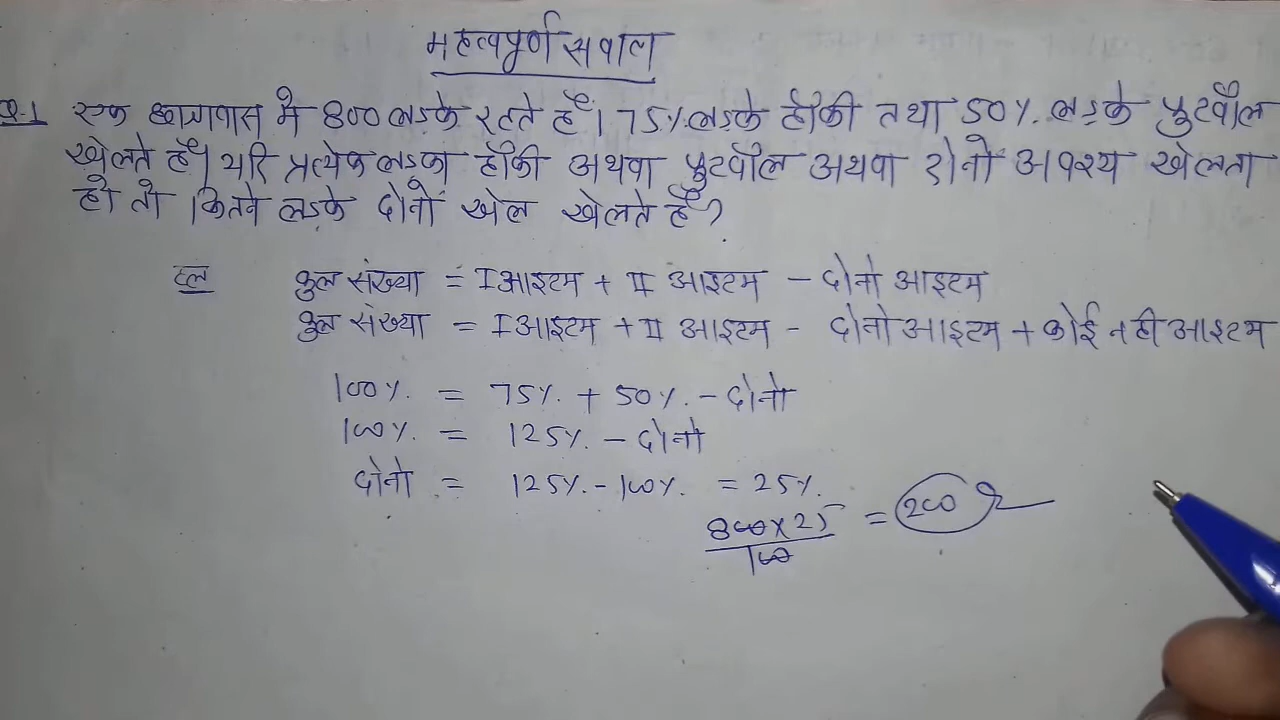 महत्वपूर्ण सवाल
Q.1 एक छात्रावास में 800 लड़के रहते हैं। 75% लड़के हॉकी तथा 50% लड़के फुटवॉल
खेलते हैं। यदि प्रत्येक लड़का हॉकी अथवा फुटवॉल अथवा दोनों अवश्य खेलता
हो तो कितने लड़के दोनों खेल खेलते हैं?
हल कुल संख्या = I आइटम + II आइटम - दोनो आइटम
कुल संख्या = I आइटम + II आइटम - दोनो आइटम + कोई नही आइटम
100% = 75% + 50% - दोनो
100% = 125% - दोनो
दोनो = 125% - 100% = 25%
800×25/100 = 200